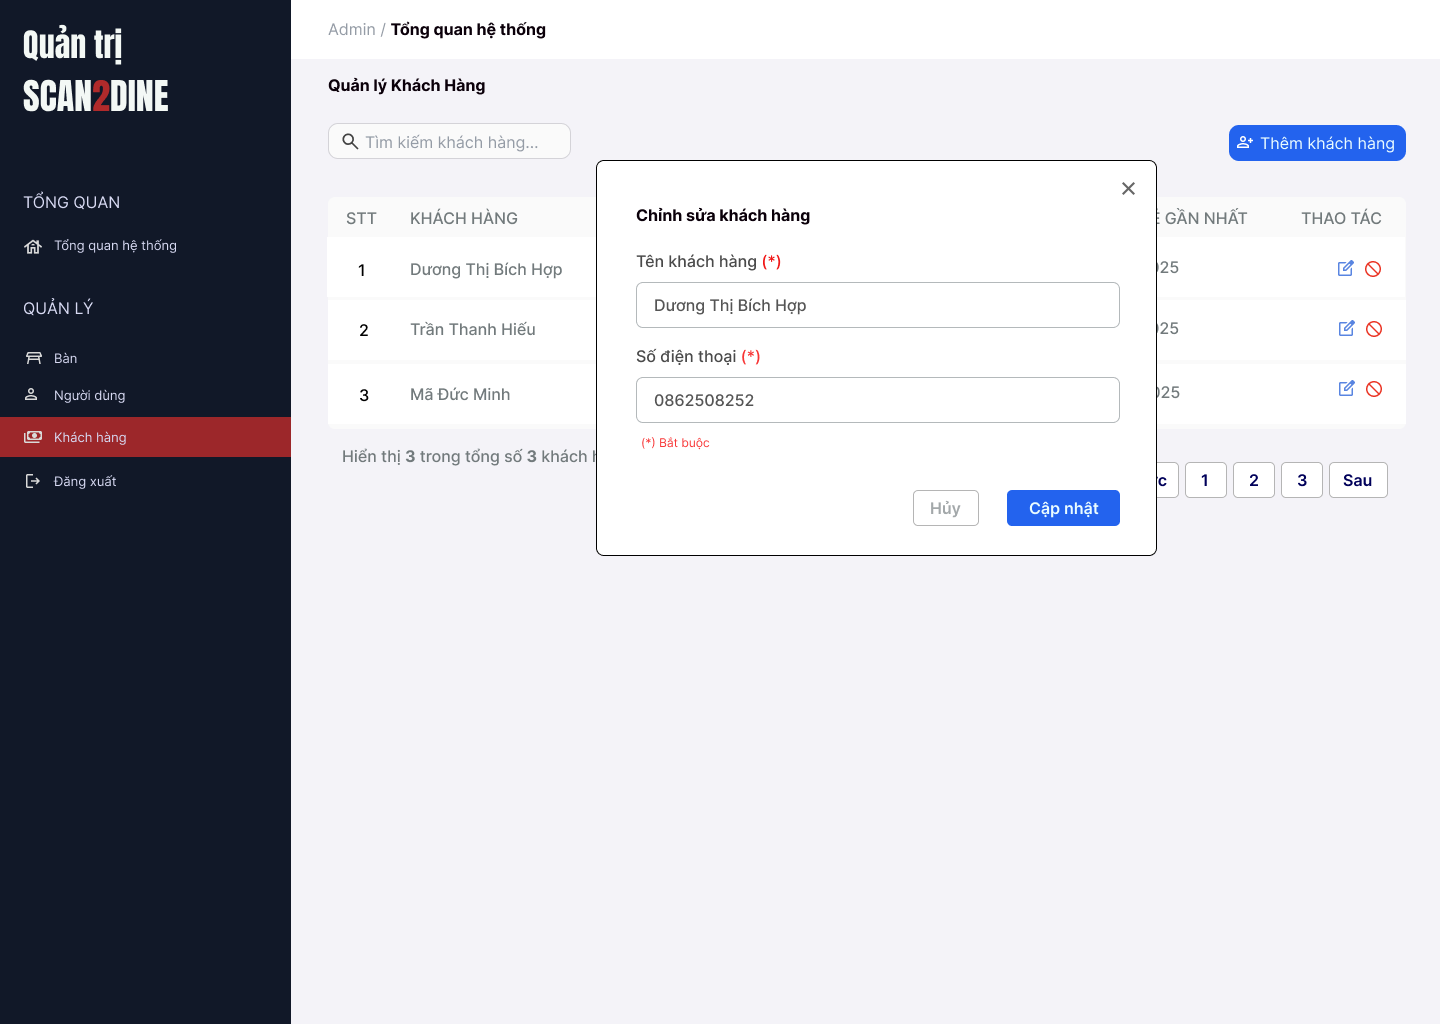 Quản trị
SCAN2DINE
TỔNG QUAN
Tổng quan hệ thống
QUẢN LÝ
Bàn
Người dùng
Khách hàng
Đăng xuất
Admin / Tổng quan hệ thống
Quản lý Khách Hàng
Tìm kiếm khách hàng...
Thêm khách hàng
STT KHÁCH HÀNG GẦN NHẤT THAO TÁC
1 Dương Thị Bích Hợp
2 Trần Thanh Hiếu
3 Mã Đức Minh
Hiển thị 3 trong tổng số 3 khách
1 2 3 Sau
Chỉnh sửa khách hàng
Tên khách hàng (*)
Dương Thị Bích Hợp
Số điện thoại (*)
0862508252
(*) Bắt buộc
Hủy Cập nhật